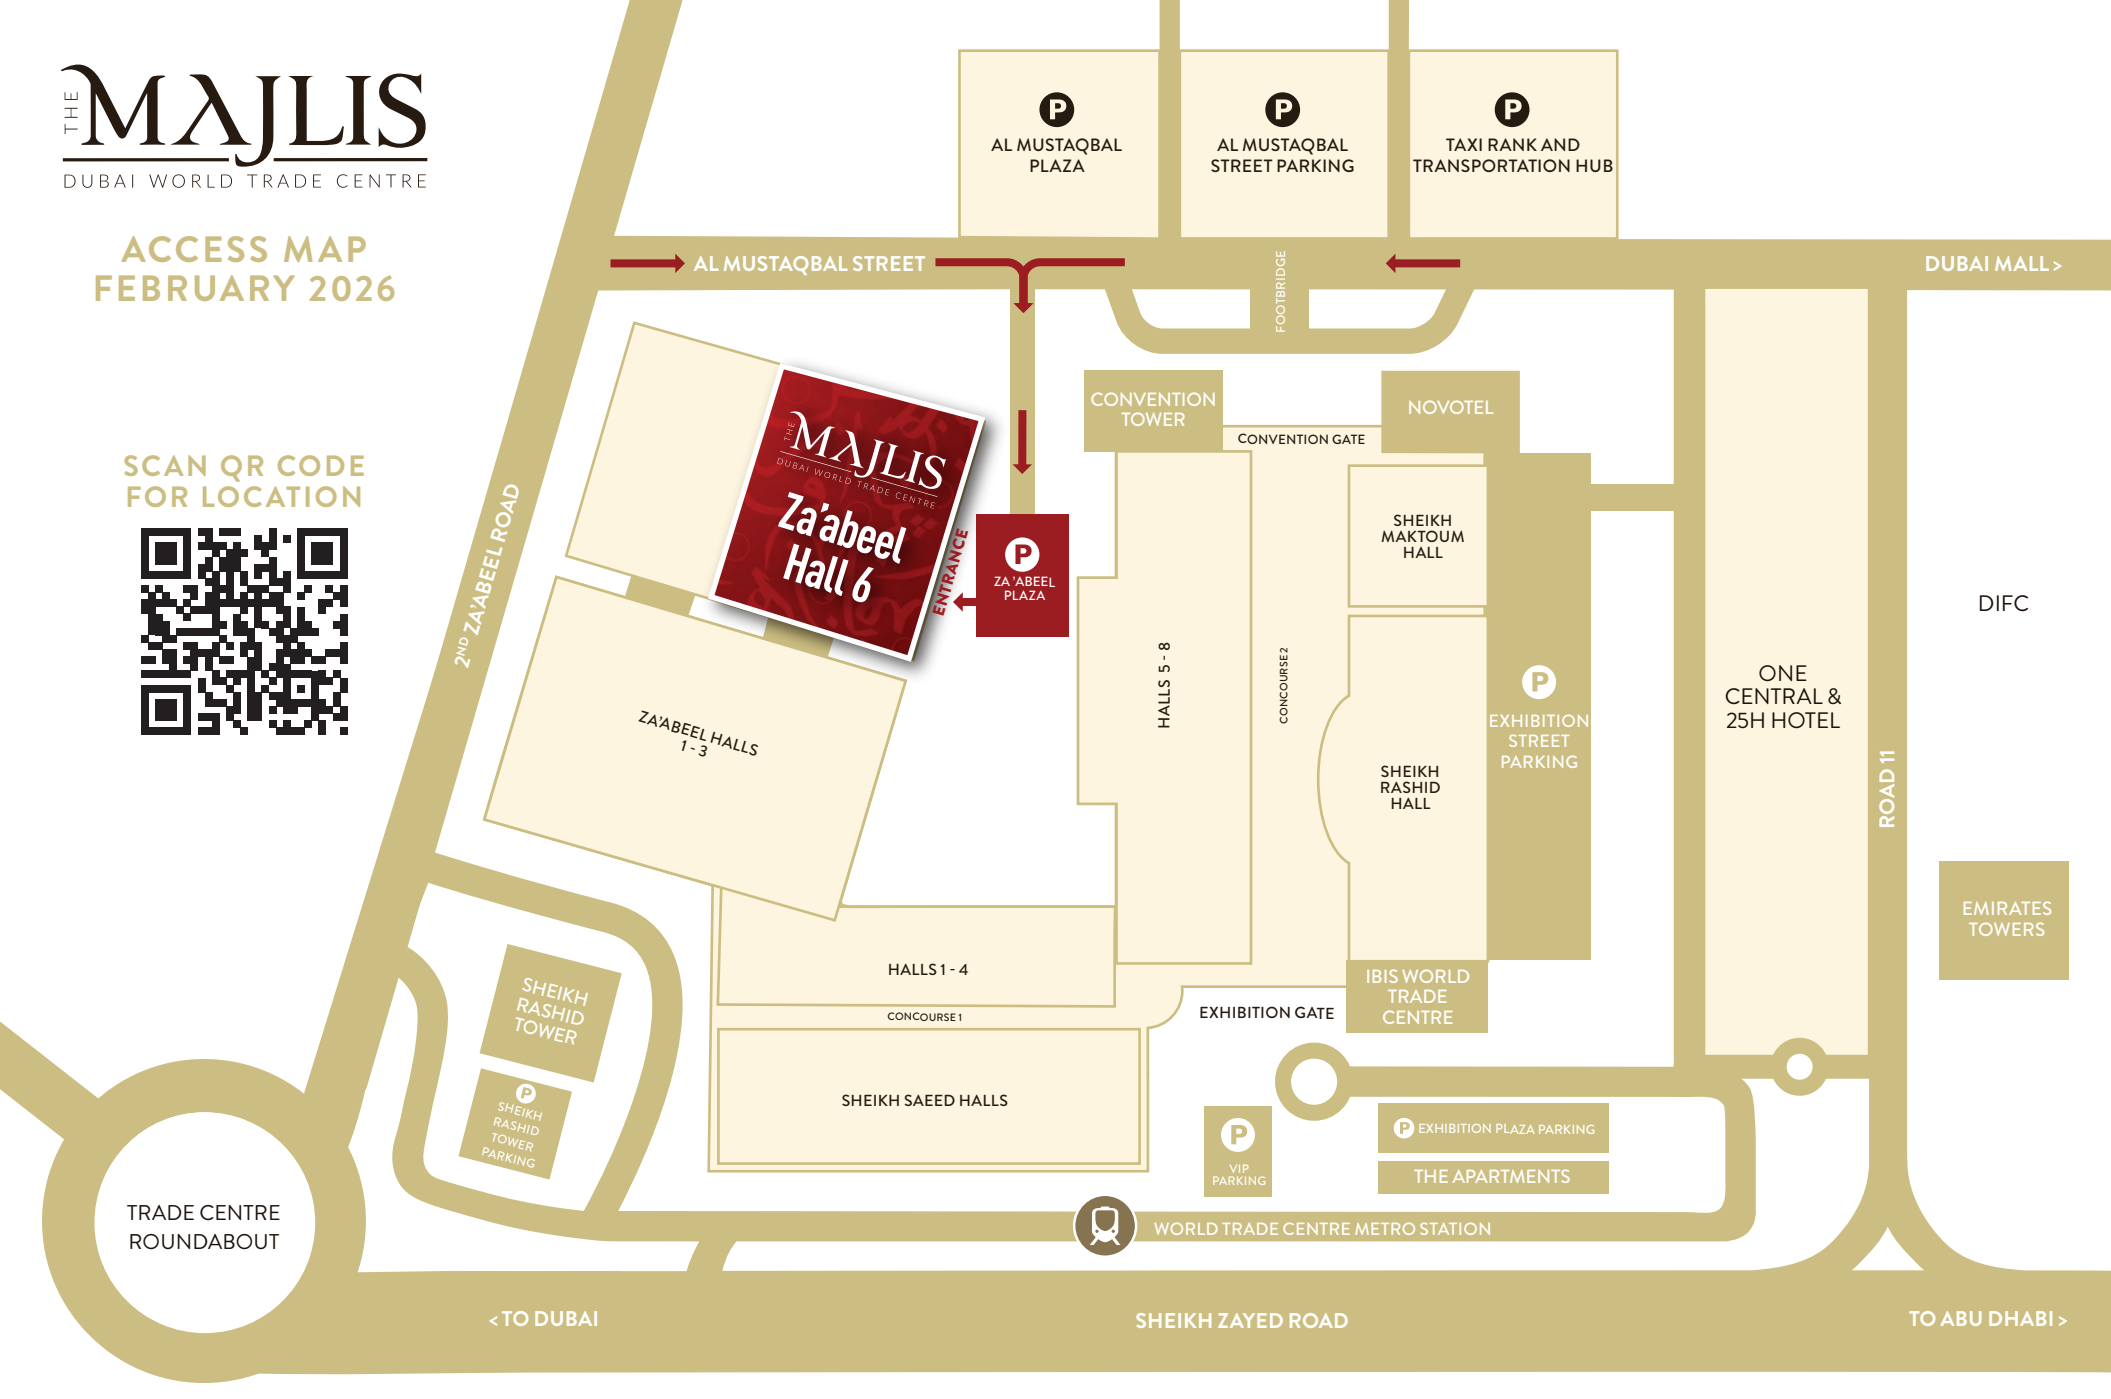 THE
MAJLIS
DUBAI WORLD TRADE CENTRE
ACCESS MAP
FEBRUARY 2026
SCAN QR CODE
FOR LOCATION
P
AL MUSTAQBAL
PLAZA
P
AL MUSTAQBAL
STREET PARKING
P
TAXI RANK AND
TRANSPORTATION HUB
AL MUSTAQBAL STREET
FOOTBRIDGE
DUBAI MALL >
2ND ZA'ABEEL ROAD
THE
MAJLIS
DUBAI WORLD TRADE CENTRE
Za'abeel
Hall 6
ENTRANCE
P
ZA 'ABEEL
PLAZA
CONVENTION
TOWER
CONVENTION GATE
NOVOTEL
SHEIKH
MAKTOUM
HALL
HALLS 5 - 8
CONCOURSE 2
SHEIKH
RASHID
HALL
P
EXHIBITION
STREET
PARKING
ONE
CENTRAL &
25H HOTEL
ROAD 11
DIFC
EMIRATES
TOWERS
ZA'ABEEL HALLS
1 - 3
HALLS 1 - 4
CONCOURSE 1
SHEIKH SAEED HALLS
EXHIBITION GATE
IBIS WORLD
TRADE
CENTRE
SHEIKH
RASHID
TOWER
P
SHEIKH
RASHID
TOWER
PARKING
P
VIP
PARKING
P EXHIBITION PLAZA PARKING
THE APARTMENTS
TRADE CENTRE
ROUNDABOUT
WORLD TRADE CENTRE METRO STATION
< TO DUBAI
SHEIKH ZAYED ROAD
TO ABU DHABI >